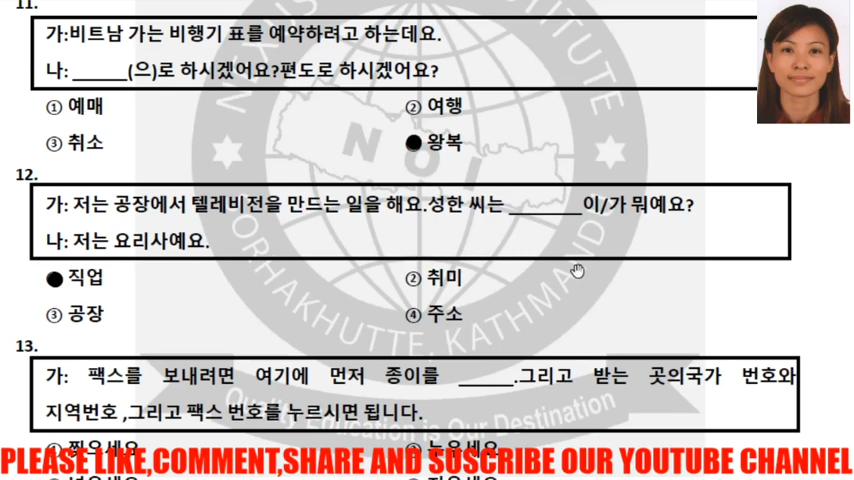 11.
가:비트남 가는 비행기 표를 예약하려고 하는데요.
나: ______(으)로 하시겠어요?편도로 하시겠어요?
① 예매
② 여행
③ 취소
왕복
12.
가: 저는 공장에서 텔레비전을 만드는 일을 해요.성한 씨는 ________이/가 뭐예요?
나: 저는 요리사예요.
직업
② 취미
③ 공장
④ 주소
13.
가: 팩스를 보내려면 여기에 먼저 종이를 ______.그리고 받는 곳의국가 번호와
지역번호 ,그리고 팩스 번호를 누르시면 됩니다.
PLEASE LIKE,COMMENT,SHARE AND SUSCRIBE OUR YOUTUBE CHANNEL
NOI
JORHAKHUTTE, KATHMANDU
Quality Education is Our Destination